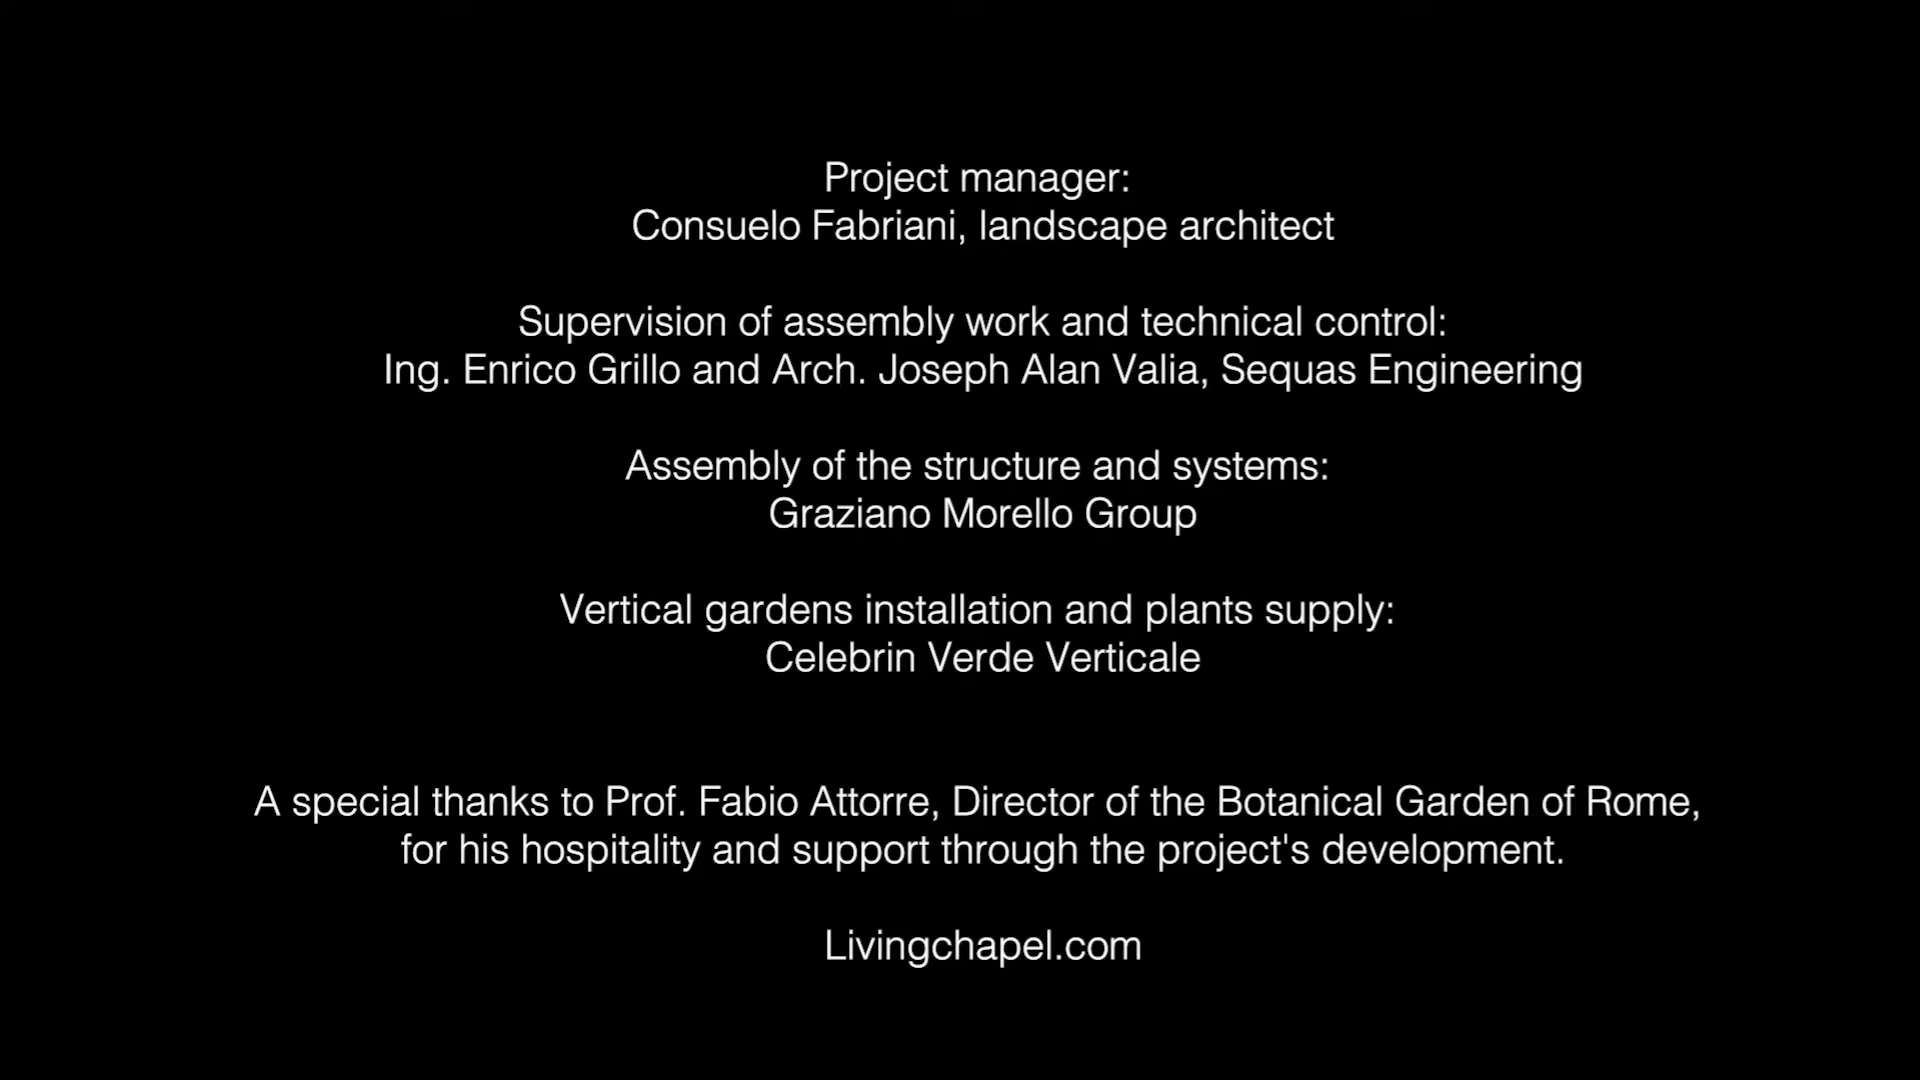 Project manager:
Consuelo Fabriani, landscape architect
Supervision of assembly work and technical control:
Ing. Enrico Grillo and Arch. Joseph Alan Valia, Sequas Engineering
Assembly of the structure and systems:
Graziano Morello Group
Vertical gardens installation and plants supply:
Celebrin Verde Verticale
A special thanks to Prof. Fabio Attorre, Director of the Botanical Garden of Rome,
for his hospitality and support through the project's development.
Livingchapel.com